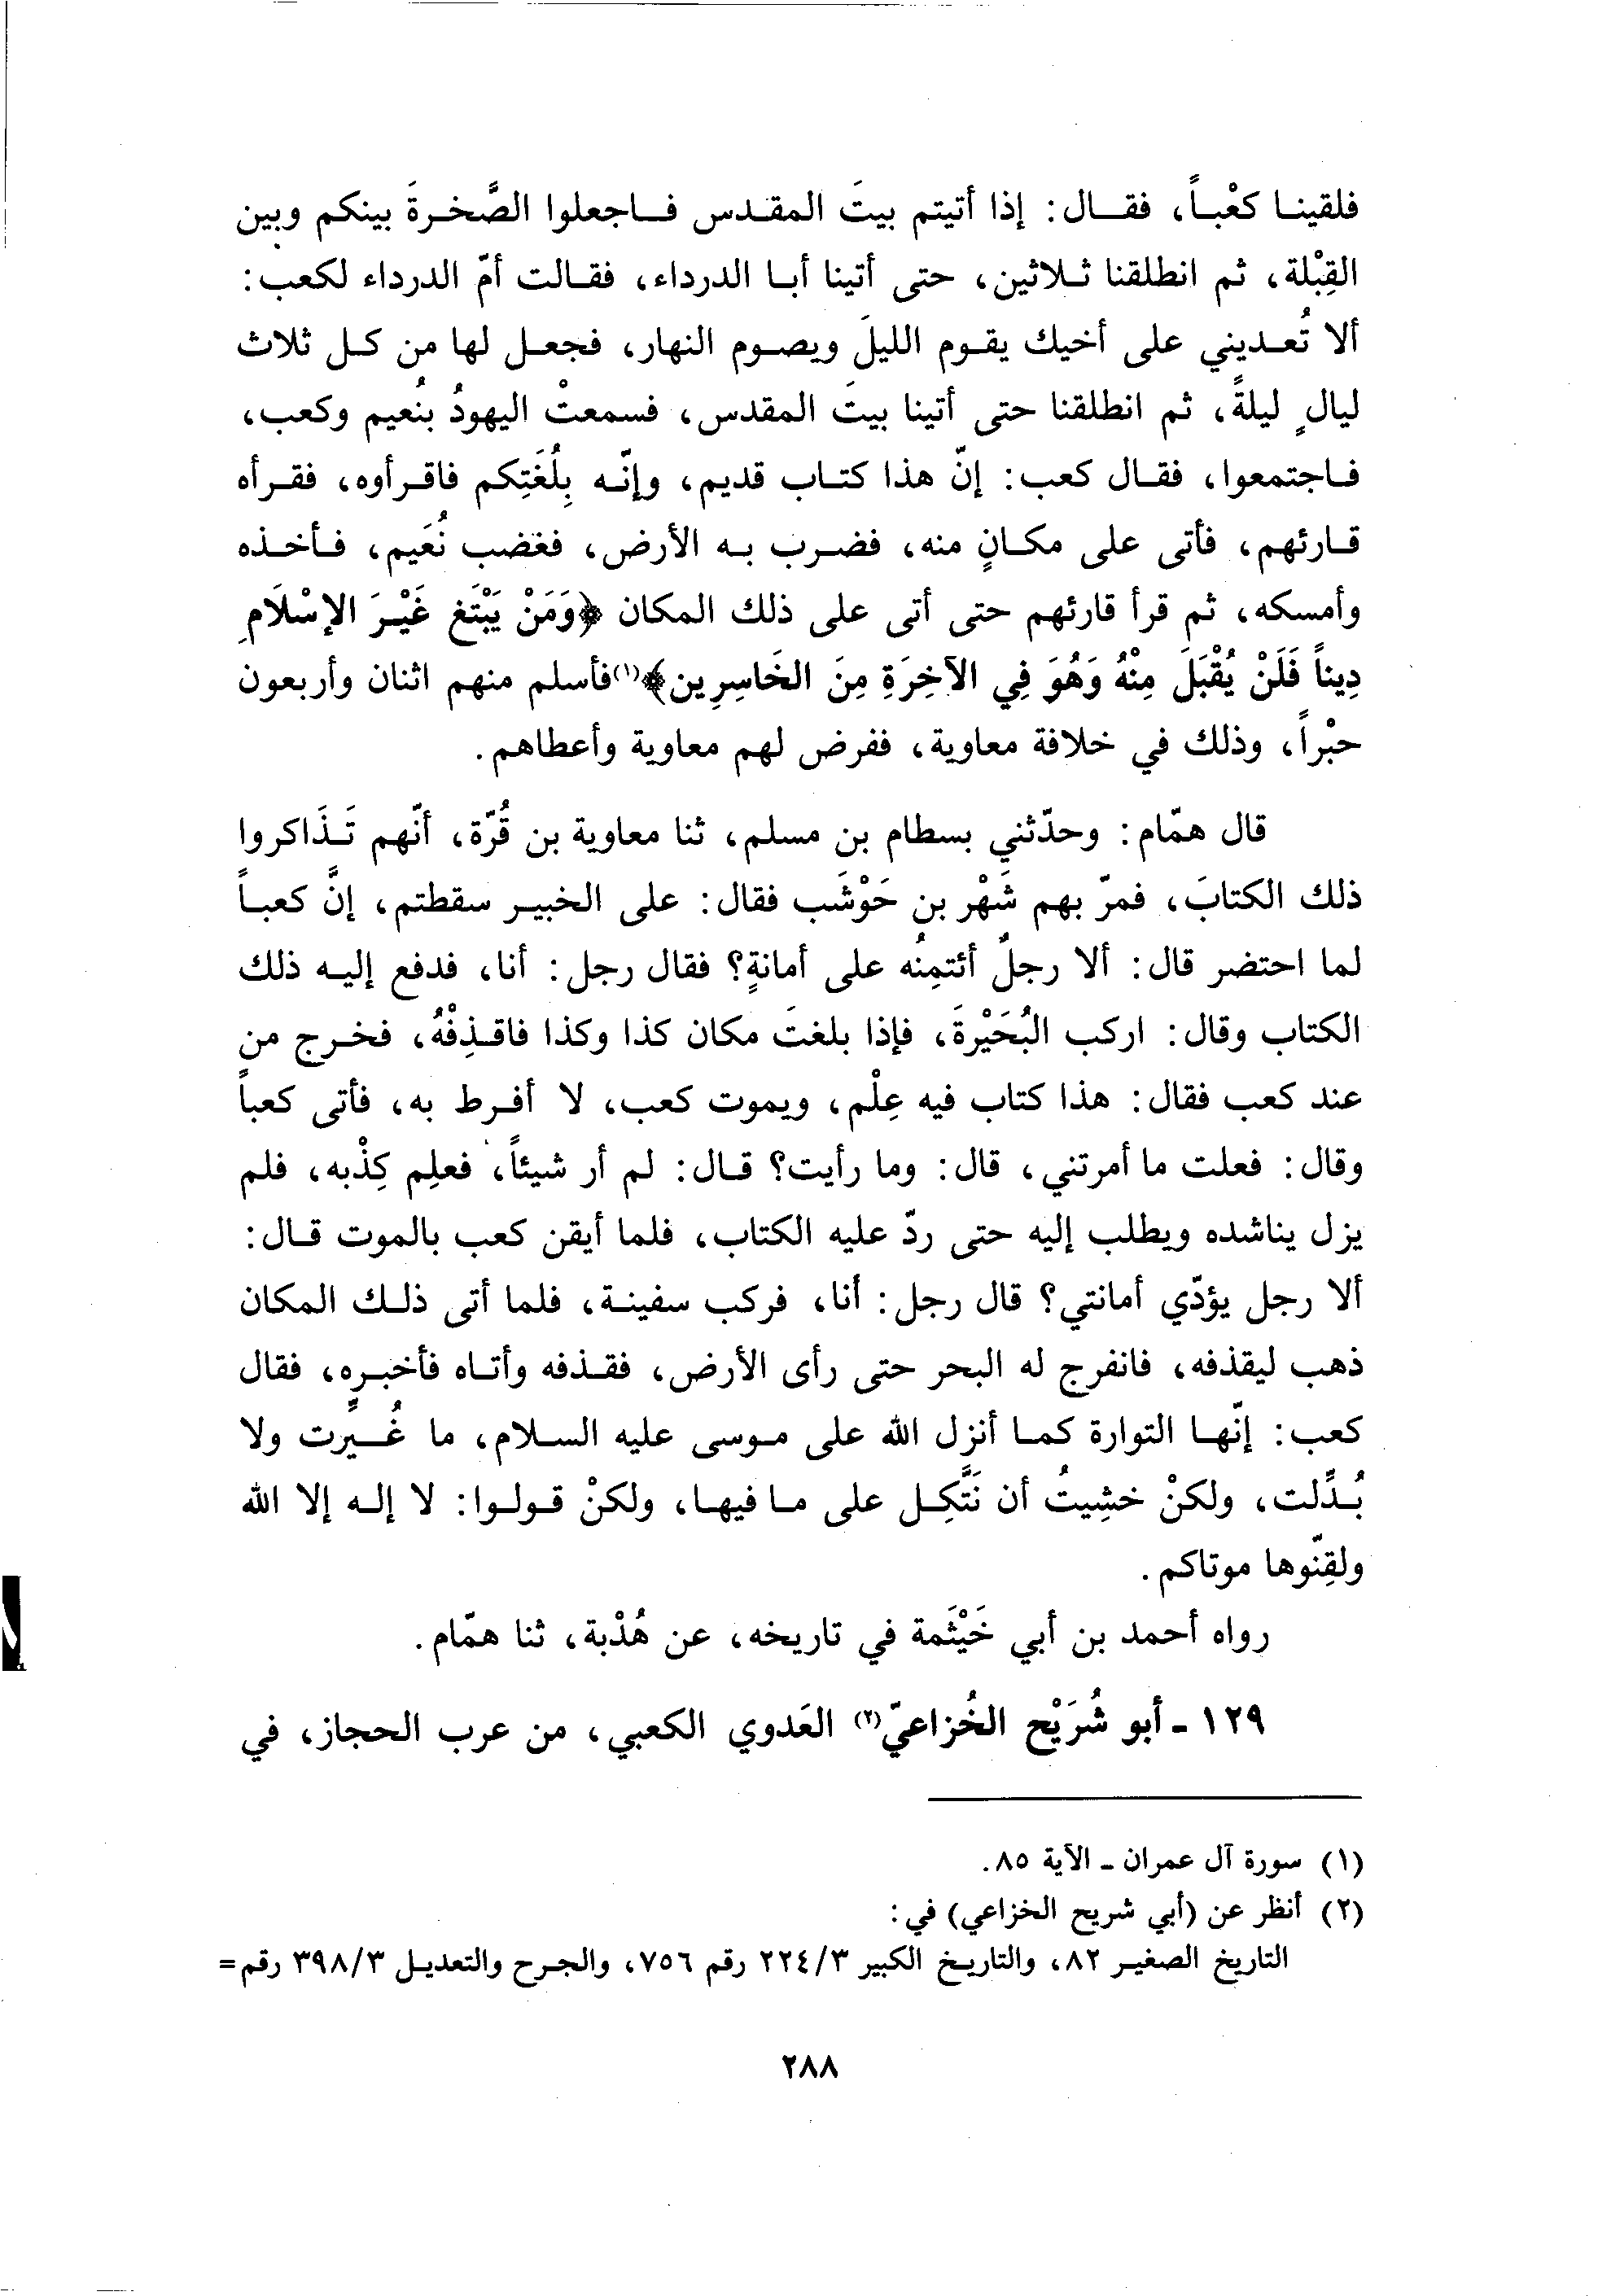 فلقينا كعْباً، فقال: إذا أتيتم بيتَ المقدس فاجعلوا الصَّخرةَ بينكم وبين
القِبْلة، ثم انطلقنا ثلاثين، حتى أتينا أبا الدرداء، فقالت أمّ الدرداء لكعب:
ألا تُعديني على أخيك يقوم الليلَ ويصوم النهار، فجعل لها من كل ثلاث
ليالٍ ليلةً، ثم انطلقنا حتى أتينا بيتَ المقدس، فسمعتْ اليهودُ بنُعيم وكعب،
فاجتمعوا، فقال كعب: إنّ هذا كتاب قديم، وإنّه بِلُغَتِكم فاقرأوه، فقرأه
قارئهم، فأتى على مكانٍ منه، فضرب به الأرض، فغضب نُعَيم، فأخذه
وأمسكه، ثم قرأ قارئهم حتى أتى على ذلك المكان ﴿وَمَنْ يَبْتَغِ غَيْرَ الإسْلَامِ
دِيناً فَلَنْ يُقْبَلَ مِنْهُ وَهُوَ فِي الآخِرَةِ مِنَ الخَاسِرِين﴾(١) فأسلم منهم اثنان وأربعون
حبْراً، وذلك في خلافة معاوية، ففرض لهم معاوية وأعطاهم.
قال همّام: وحدّثني بسطام بن مسلم، ثنا معاوية بن قُرّة، أنّهم تَذَاكروا
ذلك الكتابَ، فمرّ بهم شَهْر بن حَوْشَب فقال: على الخبير سقطتم، إنَّ كعباً
لما احتضر قال: ألا رجلٌ أئتمِنُه على أمانةٍ؟ فقال رجل: أنا، فدفع إليه ذلك
الكتاب وقال: اركب البُحَيْرةَ، فإذا بلغتَ مكان كذا وكذا فاقذِفْهُ، فخرج من
عند كعب فقال: هذا كتاب فيه عِلْم، ويموت كعب، لا أفرط به، فأتى كعباً
وقال: فعلت ما أمرتني، قال: وما رأيت؟ قال: لم أر شيئاً، فعلِم كِذْبه، فلم
يزل يناشده ويطلب إليه حتى ردّ عليه الكتاب، فلما أيقن كعب بالموت قال:
ألا رجل يؤدّي أمانتي؟ قال رجل: أنا، فركب سفينة، فلما أتى ذلك المكان
ذهب ليقذفه، فانفرج له البحر حتى رأى الأرض، فقذفه وأتاه فأخبره، فقال
كعب: إنّها التوارة كما أنزل الله على موسى عليه السلام، ما غُيِّرت ولا
بُدِّلت، ولكنْ خشِيتُ أن نَتَّكِل على ما فيها، ولكنْ قولوا: لا إله إلا الله
ولقِّنوها موتاكم.
رواه أحمد بن أبي خَيْثَمة في تاريخه، عن هُدْبة، ثنا همّام.
١٢٩ - أبو شُرَيْح الخُزاعيّ(٢) العَدوي الكعبي، من عرب الحجاز، في
(١) سورة آل عمران - الآية ٨٥.
(٢) أنظر عن (أبي شريح الخزاعي) في:
التاريخ الصغير ٨٢، والتاريخ الكبير ٢٢٤/٣ رقم ٧٥٦، والجرح والتعديل ٣٩٨/٣ رقم=
٢٨٨